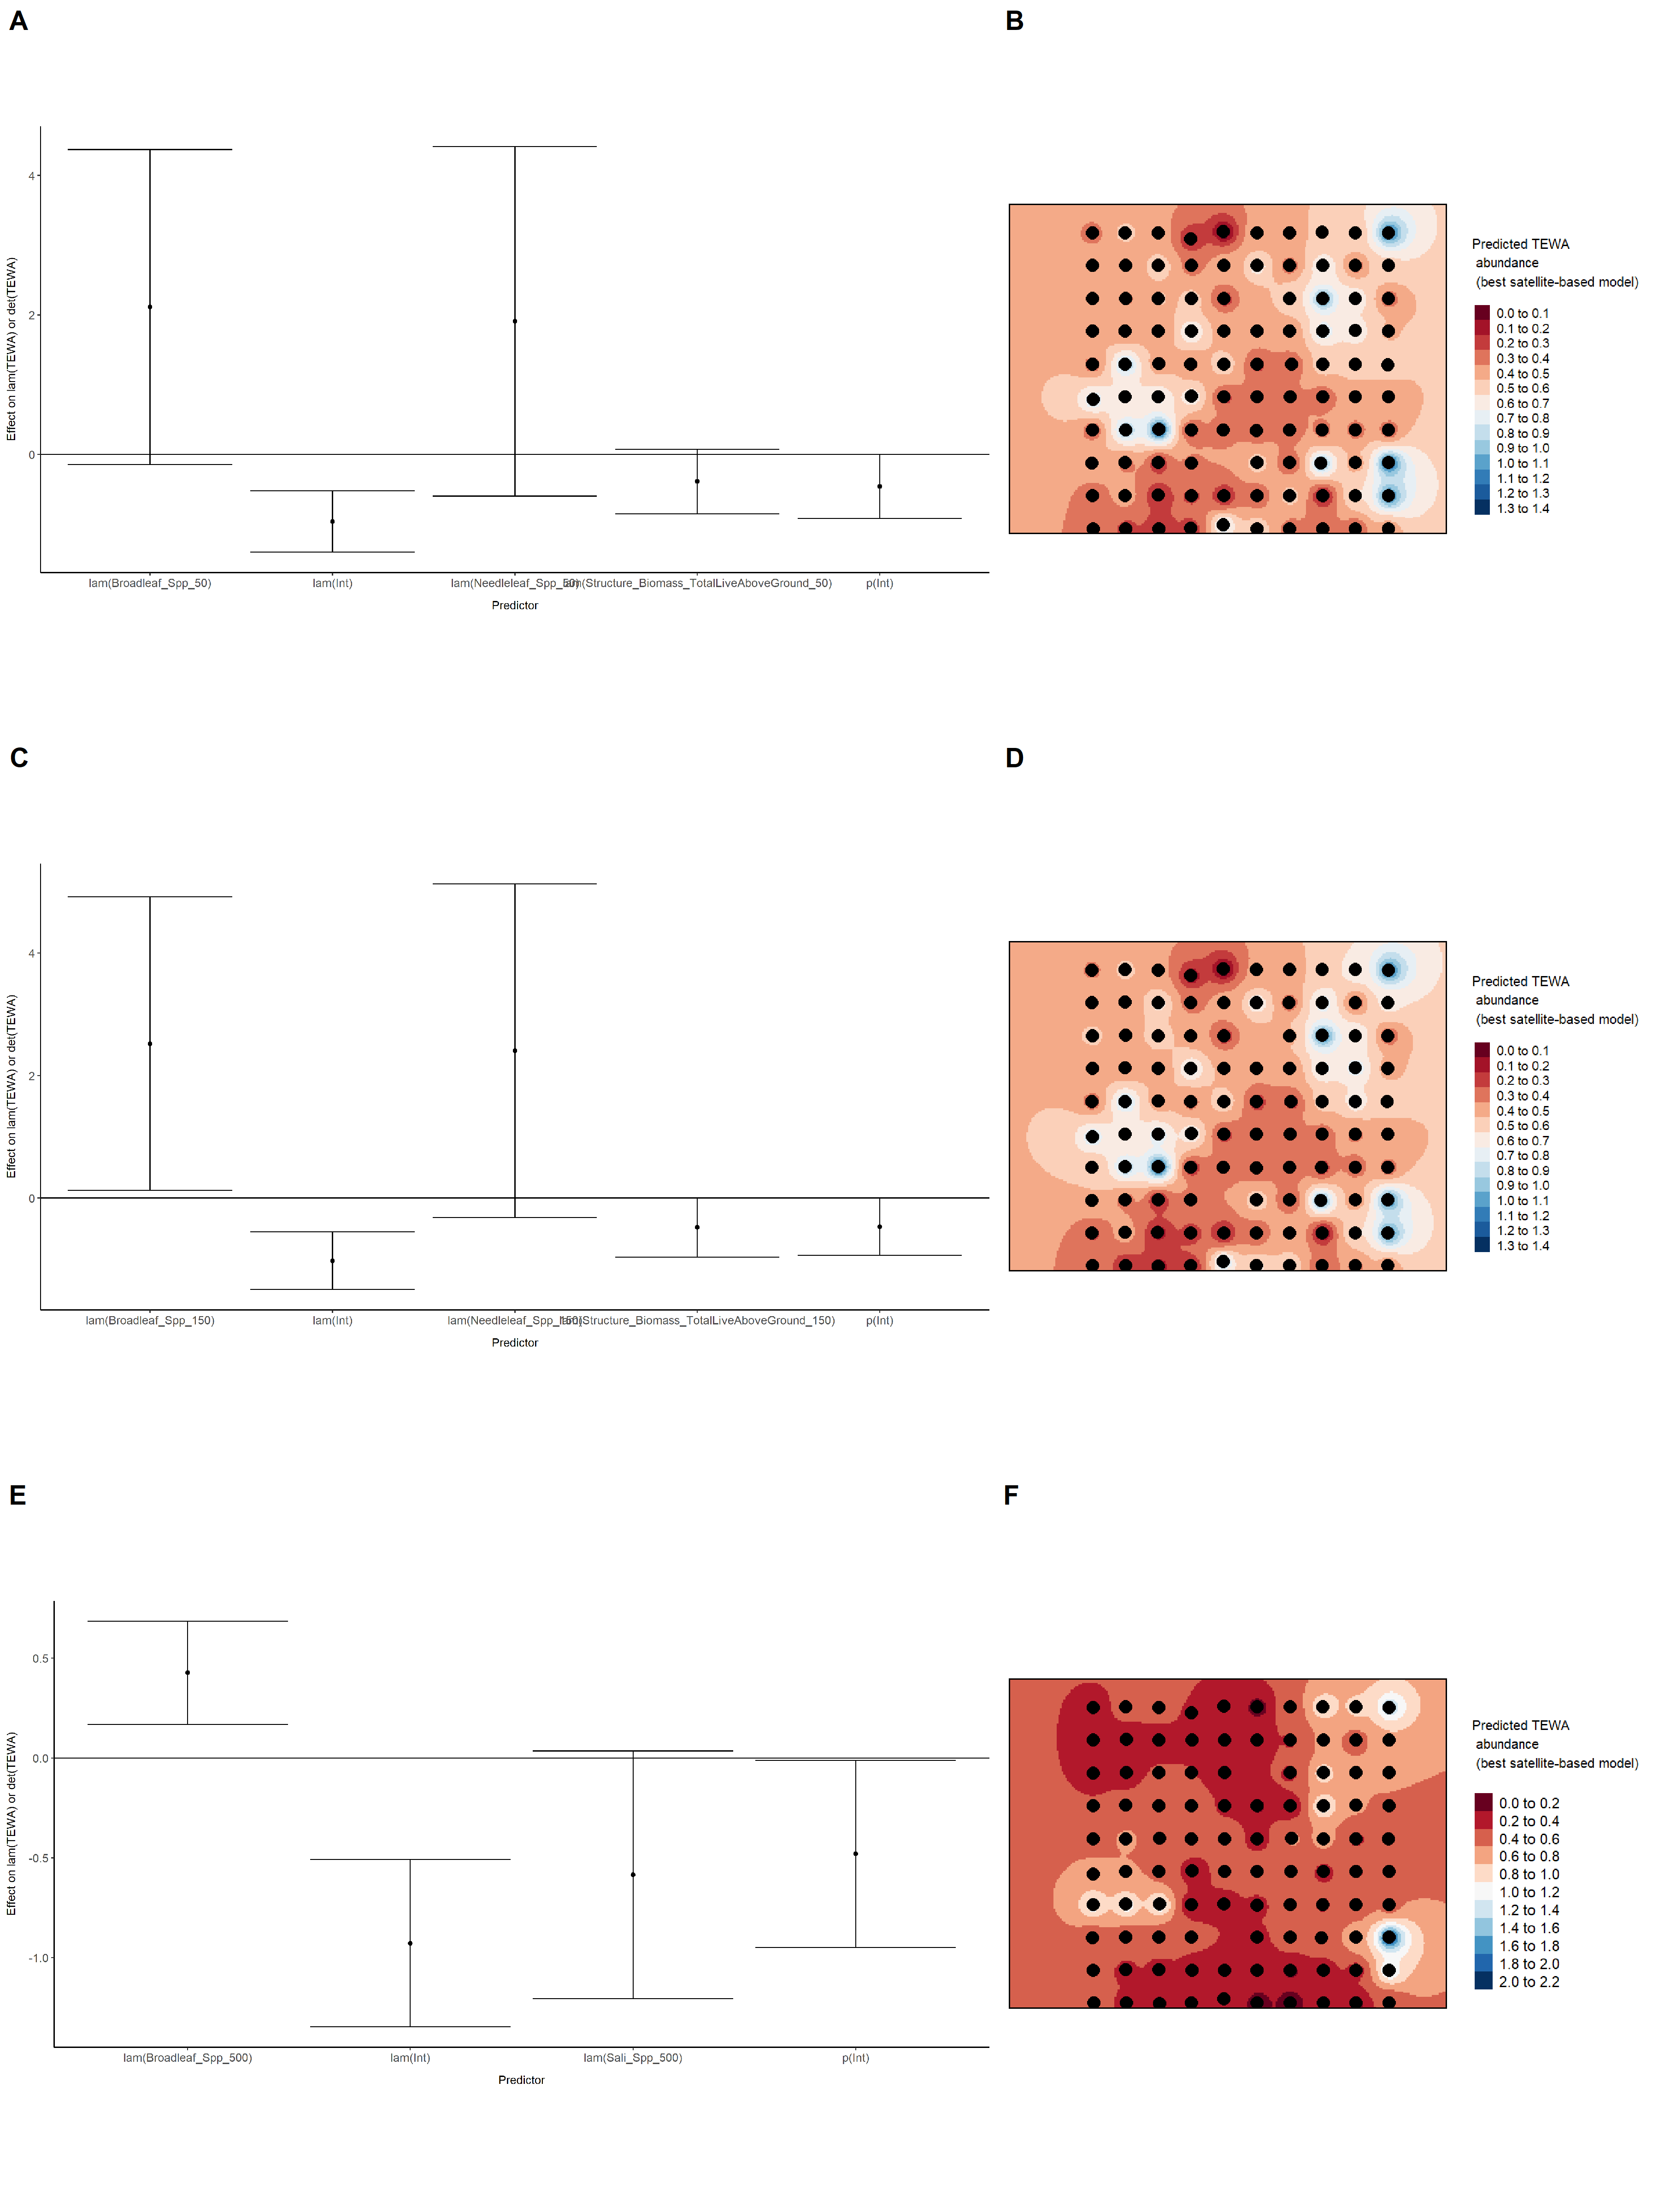 A
B
Effect on lam(TEWA) or det(TEWA)
4
2
0
lam(Broadleaf_Spp_50)
lam(Int)
lam(Needleleaf_Spp_50)
lam(Structure_Biomass_TotalLiveAboveGround_50)
p(Int)
Predictor
Predicted TEWA
abundance
(best satellite-based model)
0.0 to 0.1
0.1 to 0.2
0.2 to 0.3
0.3 to 0.4
0.4 to 0.5
0.5 to 0.6
0.6 to 0.7
0.7 to 0.8
0.8 to 0.9
0.9 to 1.0
1.0 to 1.1
1.1 to 1.2
1.2 to 1.3
1.3 to 1.4
C
D
Effect on lam(TEWA) or det(TEWA)
4
2
0
lam(Broadleaf_Spp_150)
lam(Int)
lam(Needleleaf_Spp_150)
lam(Structure_Biomass_TotalLiveAboveGround_150)
p(Int)
Predictor
Predicted TEWA
abundance
(best satellite-based model)
0.0 to 0.1
0.1 to 0.2
0.2 to 0.3
0.3 to 0.4
0.4 to 0.5
0.5 to 0.6
0.6 to 0.7
0.7 to 0.8
0.8 to 0.9
0.9 to 1.0
1.0 to 1.1
1.1 to 1.2
1.2 to 1.3
1.3 to 1.4
E
F
Effect on lam(TEWA) or det(TEWA)
0.5
0.0
-0.5
-1.0
lam(Broadleaf_Spp_500)
lam(Int)
lam(Sali_Spp_500)
p(Int)
Predictor
Predicted TEWA
abundance
(best satellite-based model)
0.0 to 0.2
0.2 to 0.4
0.4 to 0.6
0.6 to 0.8
0.8 to 1.0
1.0 to 1.2
1.2 to 1.4
1.4 to 1.6
1.6 to 1.8
1.8 to 2.0
2.0 to 2.2